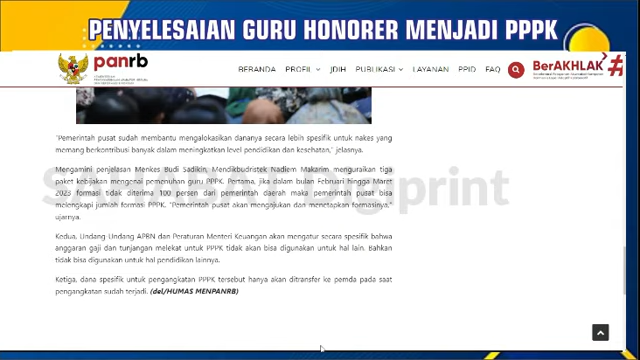 PENYELESAIAN GURU HONORER MENJADI PPPK
panrb
BERANDA PROFIL JDIH PUBLIKASI LAYANAN PPID FAQ
BerAKHLAK #
"Pemerintah pusat sudah membantu mengalokasikan dananya secara lebih spesifik untuk nakes yang
memang berkontribusi banyak dalam meningkatkan level pendidikan dan kesehatan," jelasnya.
Mengamini penjelasan Menkes Budi Sadikin, Mendikbudristek Nadiem Makarim menguraikan tiga
paket kebijakan mengenai pemenuhan guru PPPK. Pertama, jika dalam bulan Februari hingga Maret
2023 formasi tidak diterima 100 persen dari pemerintah daerah maka pemerintah pusat bisa
melengkapi jumlah formasi PPPK. "Pemerintah pusat akan mengajukan dan menetapkan formasinya,"
ujarnya.
Kedua, Undang-Undang APBN dan Peraturan Menteri Keuangan akan mengatur secara spesifik bahwa
anggaran gaji dan tunjangan melekat untuk PPPK tidak akan bisa digunakan untuk hal lain. Bahkan
tidak bisa digunakan untuk hal pendidikan lainnya.
Ketiga, dana spesifik untuk pengangkatan PPPK tersebut hanya akan ditransfer ke pemda pada saat
pengangkatan sudah terjadi. (del/HUMAS MENPANRB)